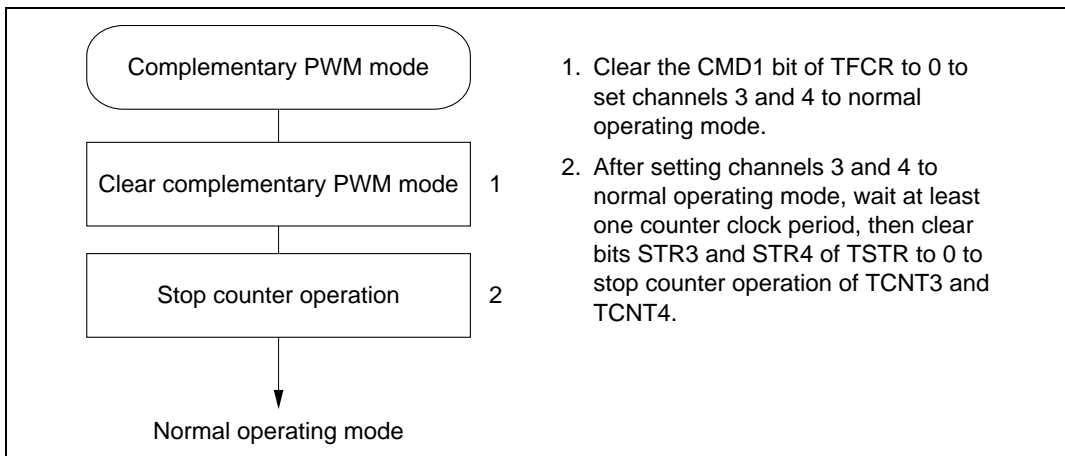 Complementary PWM mode
Clear complementary PWM mode 1
Stop counter operation 2
Normal operating mode
1. Clear the CMD1 bit of TFCR to 0 to
set channels 3 and 4 to normal
operating mode.
2. After setting channels 3 and 4 to
normal operating mode, wait at least
one counter clock period, then clear
bits STR3 and STR4 of TSTR to 0 to
stop counter operation of TCNT3 and
TCNT4.